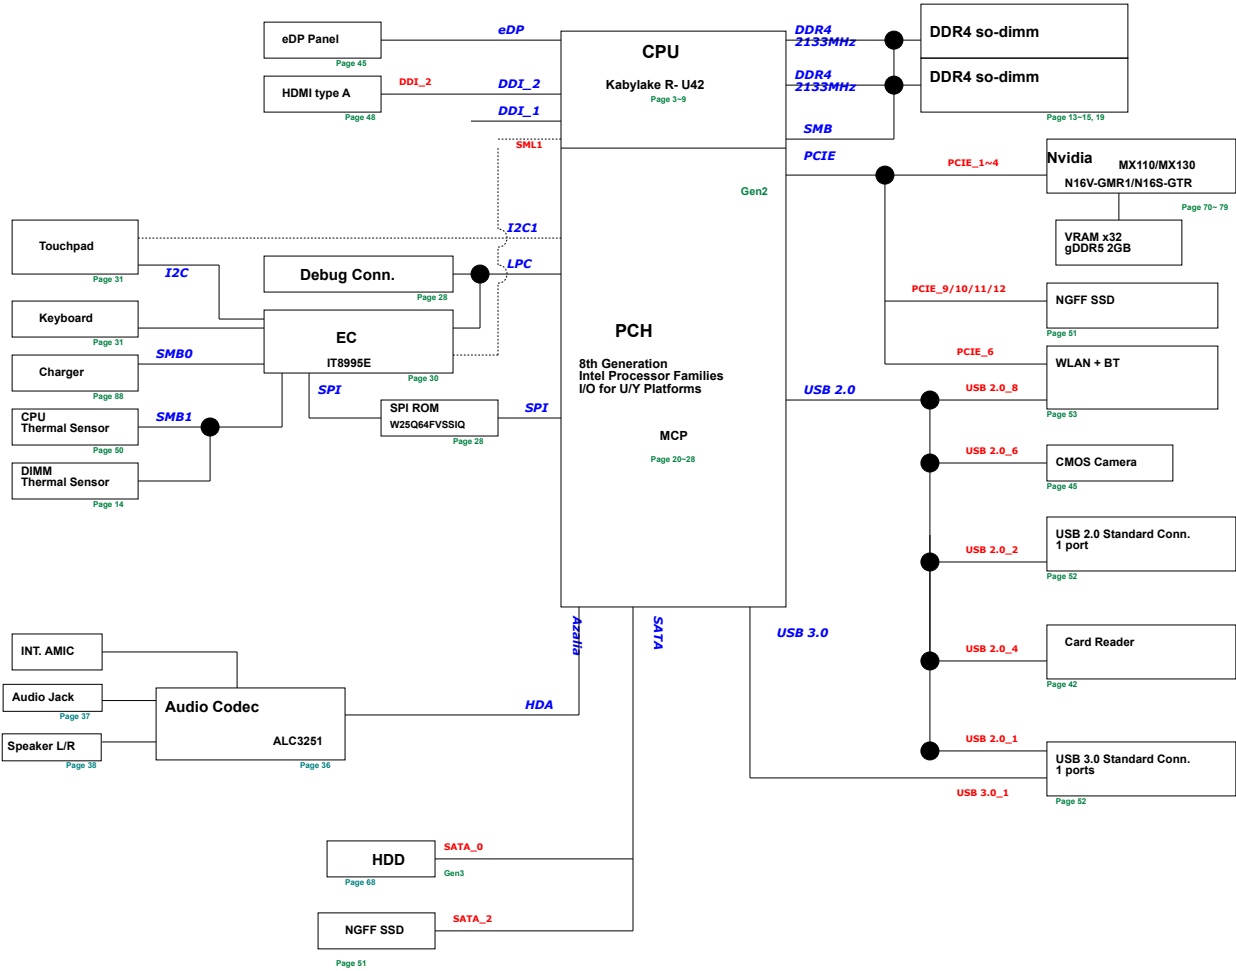 eDP Panel
Page 45
eDP
HDMI type A
Page 48
DDI_2
DDI_2
DDI_1
SML1
CPU
Kabylake R- U42
Page 3~9
DDR4
2133MHz
DDR4
2133MHz
SMB
PCIE
DDR4 so-dimm
DDR4 so-dimm
Page 13~15, 19
Gen2
PCIE_1~4
Nvidia
MX110/MX130
N16V-GMR1/N16S-GTR
Page 70~ 79
VRAM x32
gDDR5 2GB
Touchpad
Page 31
I2C
I2C1
Debug Conn.
Page 28
LPC
PCIE_9/10/11/12
NGFF SSD
Page 51
Keyboard
Page 31
EC
IT8995E
Page 30
PCH
8th Generation
Intel Processor Families
I/O for U/Y Platforms
MCP
Page 20~28
PCIE_6
WLAN + BT
Page 53
Charger
Page 88
SMB0
SPI
SPI ROM
W25Q64FVSSIQ
Page 28
SPI
USB 2.0
USB 2.0_8
CPU
Thermal Sensor
Page 50
SMB1
DIMM
Thermal Sensor
Page 14
USB 2.0_6
CMOS Camera
Page 45
USB 2.0_2
USB 2.0 Standard Conn.
1 port
Page 52
Azalia
SATA
USB 3.0
USB 2.0_4
Card Reader
Page 42
INT. AMIC
Audio Jack
Page 37
Speaker L/R
Page 38
Audio Codec
ALC3251
Page 36
HDA
USB 2.0_1
USB 3.0 Standard Conn.
1 ports
Page 52
USB 3.0_1
HDD
Page 68
SATA_0
Gen3
NGFF SSD
Page 51
SATA_2